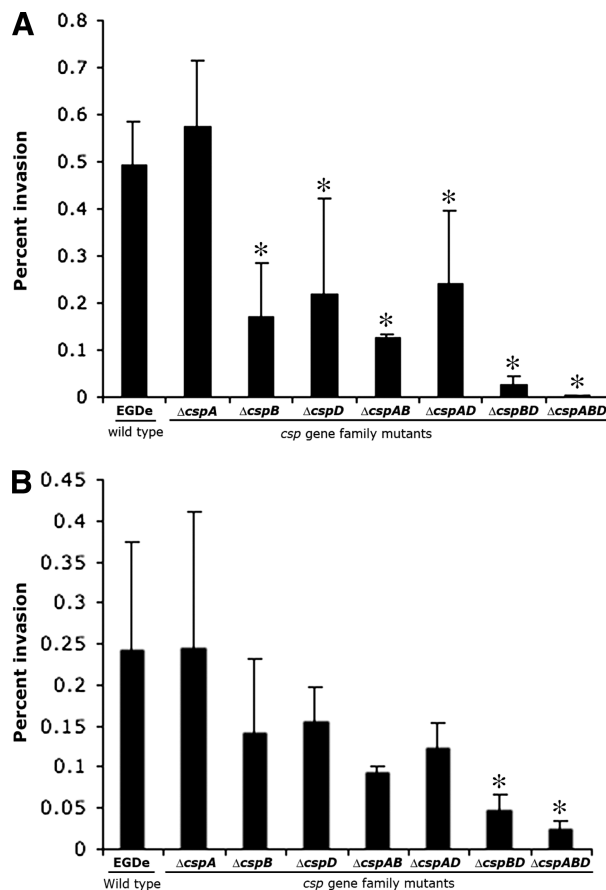 A
Percent invasion
0.8
0.7
0.6
0.5
0.4
0.3
0.2
0.1
0
* * * * * *
EGDe ΔcspA ΔcspB ΔcspD ΔcspAB ΔcspAD ΔcspBD ΔcspABD
wild type csp gene family mutants
B
Percent invasion
0.45
0.4
0.35
0.3
0.25
0.2
0.15
0.1
0.05
0
* *
EGDe ΔcspA ΔcspB ΔcspD ΔcspAB ΔcspAD ΔcspBD ΔcspABD
Wild type csp gene family mutants